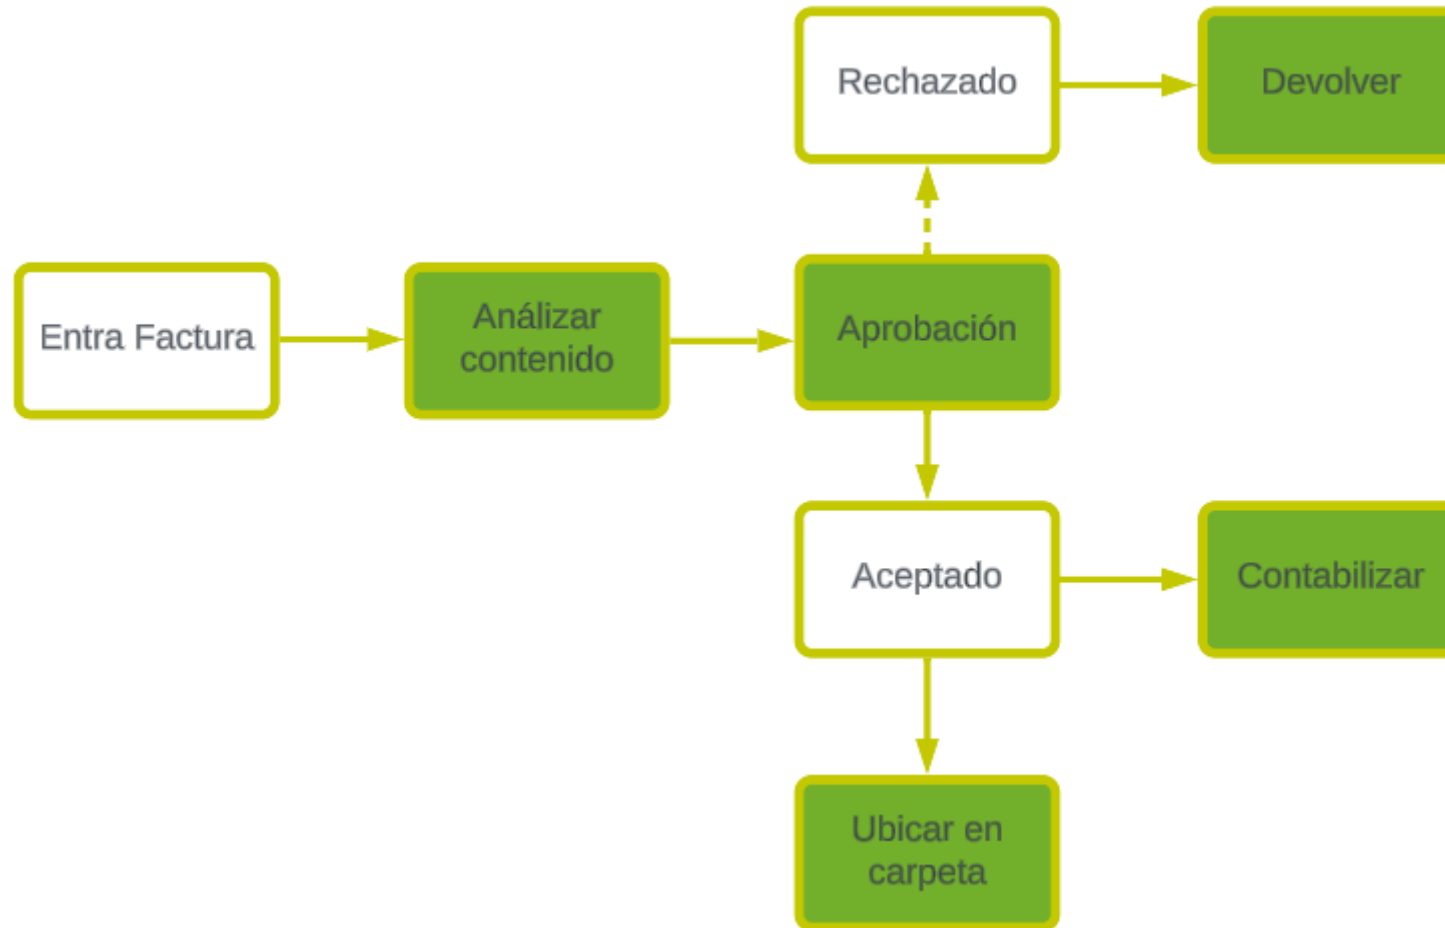 Rechazado
Devolver
Entra Factura
Análizar
contenido
Aprobación
Aceptado
Contabilizar
Ubicar en
carpeta